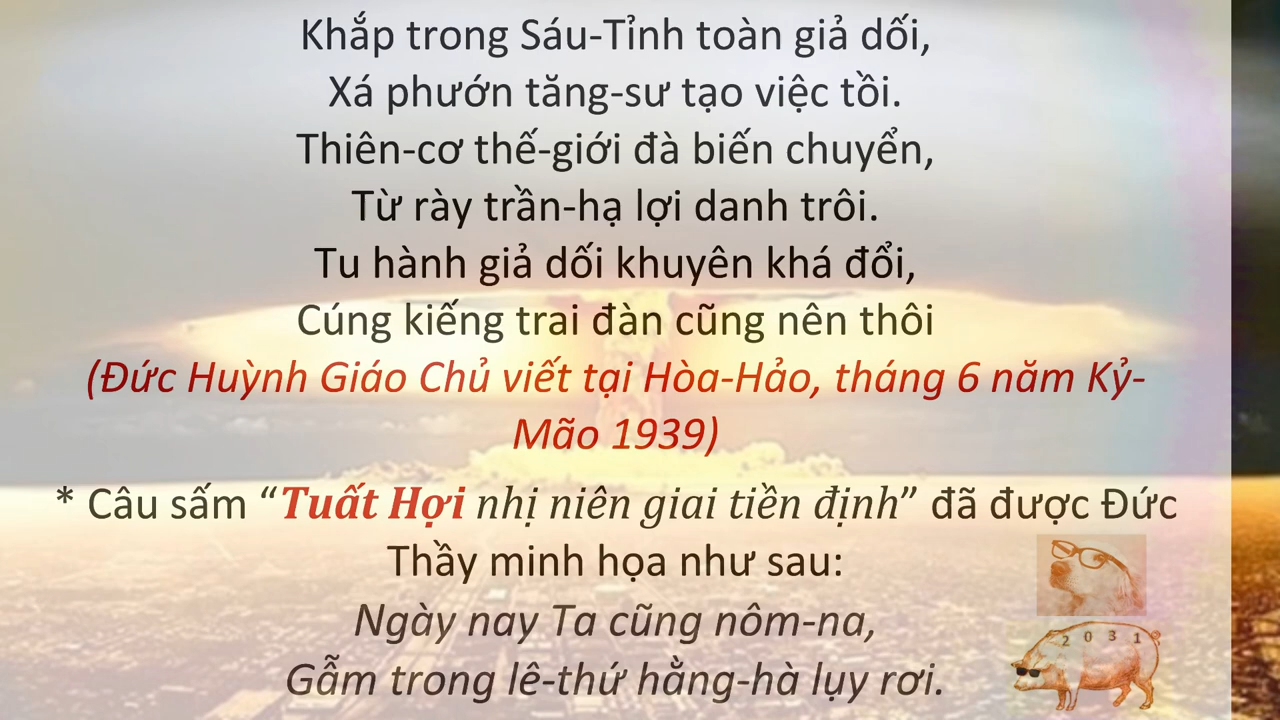 Khắp trong Sáu-Tỉnh toàn giả dối,
Xá phướn tăng-sư tạo việc tồi.
Thiên-cơ thế-giới đà biến chuyển,
Từ rày trần-hạ lợi danh trôi.
Tu hành giả dối khuyên khá đổi,
Cúng kiếng trai đàn cũng nên thôi
(Đức Huỳnh Giáo Chủ viết tại Hòa-Hảo, tháng 6 năm Kỷ-
Mão 1939)
* Câu sấm “Tuất Hợi nhị niên giai tiền định” đã được Đức
Thầy minh họa như sau:
Ngày nay Ta cũng nôm-na,
Gẫm trong lê-thứ hằng-hà lụy rơi.
2 0 3 1